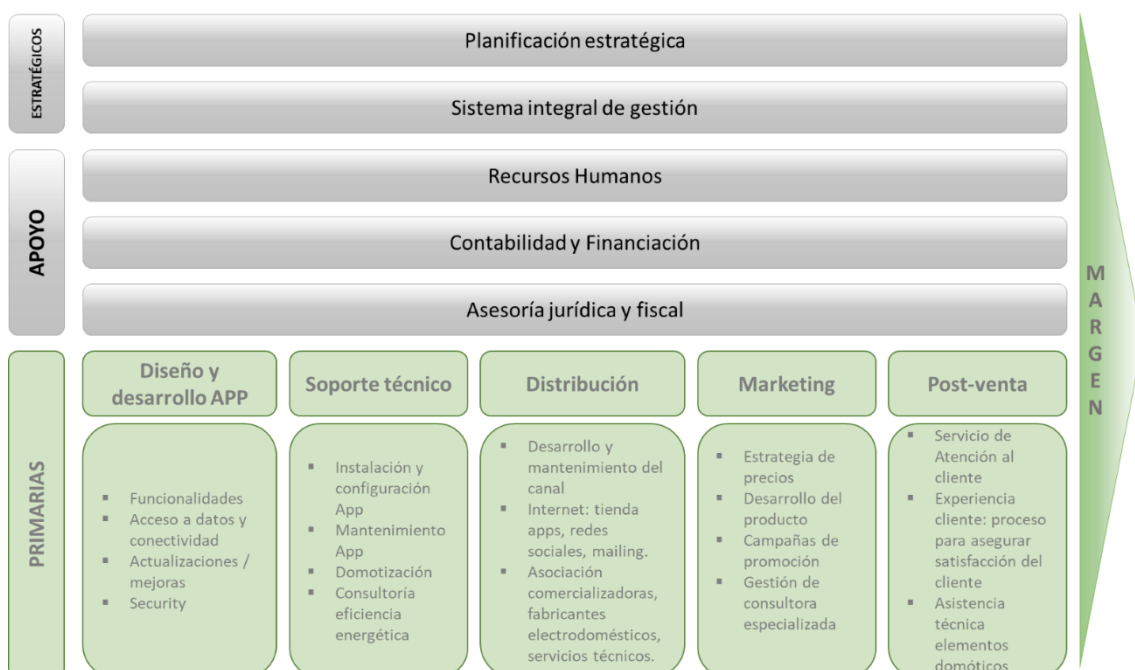 ESTRATÉGICOS
Planificación estratégica
Sistema integral de gestión
APOYO
Recursos Humanos
Contabilidad y Financiación
Asesoría jurídica y fiscal
MARGEN
PRIMARIAS
Diseño y
desarrollo APP
▪ Funcionalidades
▪ Acceso a datos y
conectividad
▪ Actualizaciones /
mejoras
▪ Security
Soporte técnico
▪ Instalación y
configuración
App
▪ Mantenimiento
App
▪ Domotización
▪ Consultoría
eficiencia
energética
Distribución
▪ Desarrollo y
mantenimiento del
canal
▪ Internet: tienda
apps, redes
sociales, mailing.
▪ Asociación
comercializadoras,
fabricantes
electrodomésticos,
servicios técnicos.
Marketing
▪ Estrategia de
precios
▪ Desarrollo del
producto
▪ Campañas de
promoción
▪ Gestión de
consultora
especializada
Post-venta
▪ Servicio de
Atención al
cliente
▪ Experiencia
cliente: proceso
para asegurar
satisfacción del
cliente
▪ Asistencia
técnica
elementos
domóticos